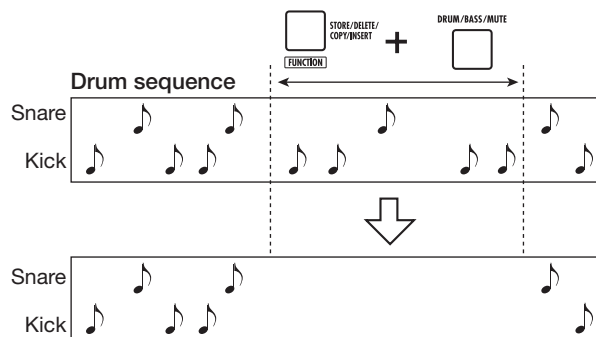 STORE/DELETE/
COPY/INSERT
FUNCTION
+
DRUM/BASS/MUTE
Drum sequence
Snare
Kick
Snare
Kick